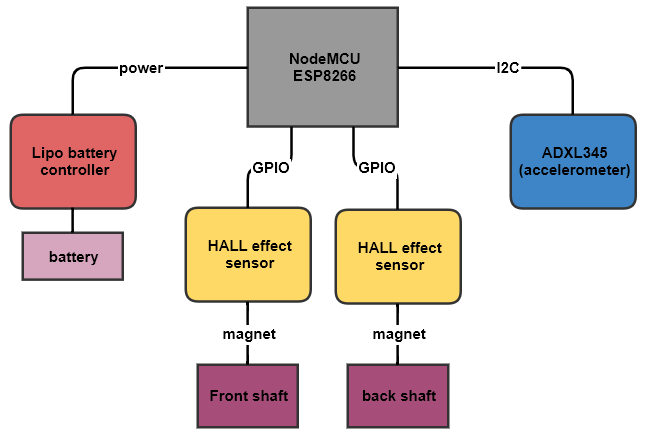 NodeMCU
ESP8266
power
I2C
Lipo battery
controller
ADXL345
(accelerometer)
GPIO
GPIO
HALL effect
sensor
HALL effect
sensor
battery
magnet
magnet
Front shaft
back shaft